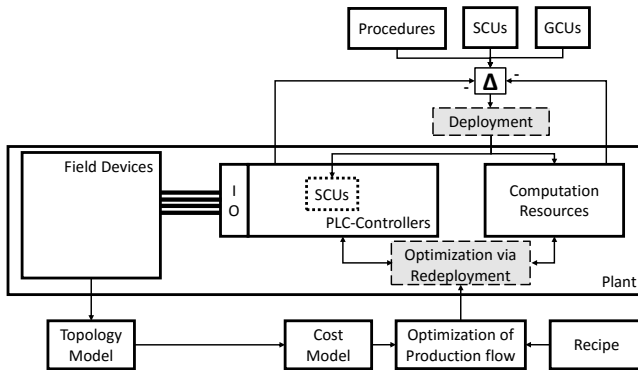 Procedures
SCUs
GCUs
-
Δ
-
Deployment
Field Devices
I
O
SCUs
PLC-Controllers
Computation
Resources
Optimization via
Redeployment
Plant
Topology
Model
Cost
Model
Optimization of
Production flow
Recipe